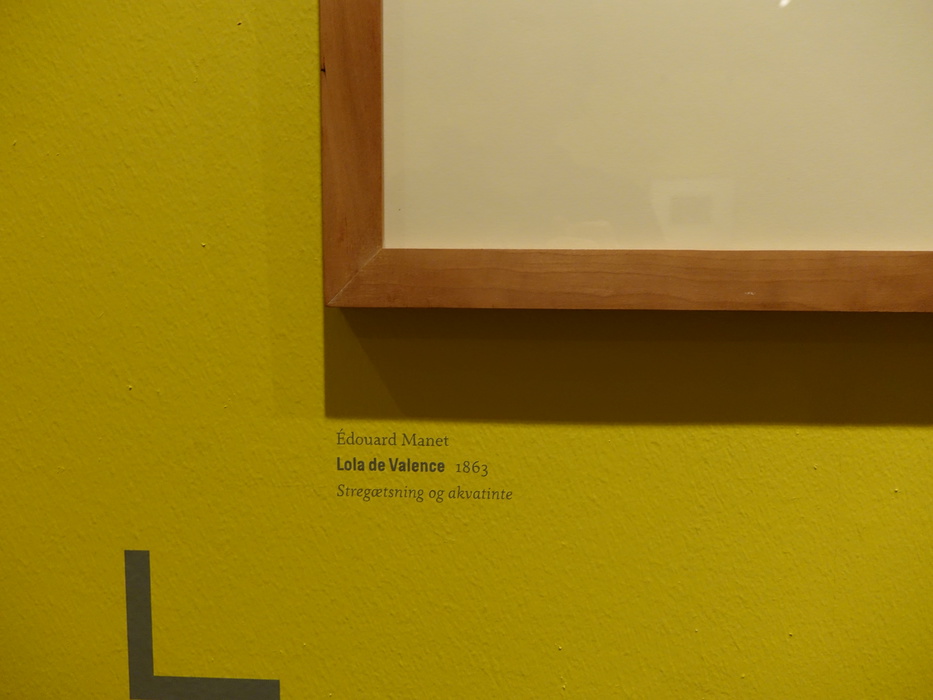 Édouard Manet
Lola de Valence 1863
Stregætsning og akvatinte